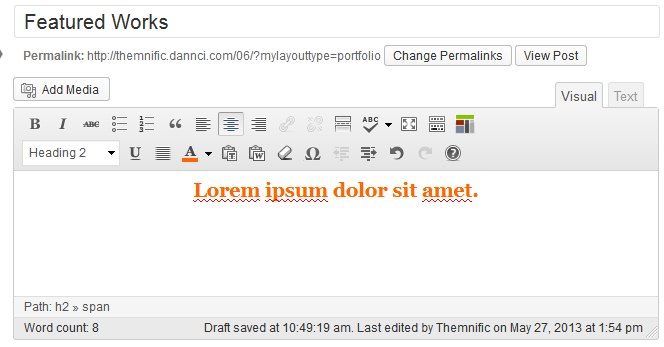 Featured Works
Permalink: http://themnific.dannci.com/06/?mylayouttype=portfolio Change Permalinks View Post
Add Media
Visual Text
B I ABC ABC
Heading 2 U A T W Ω ?
Lorem ipsum dolor sit amet.
Path: h2 » span
Word count: 8 Draft saved at 10:49:19 am. Last edited by Themnific on May 27, 2013 at 1:54 pm